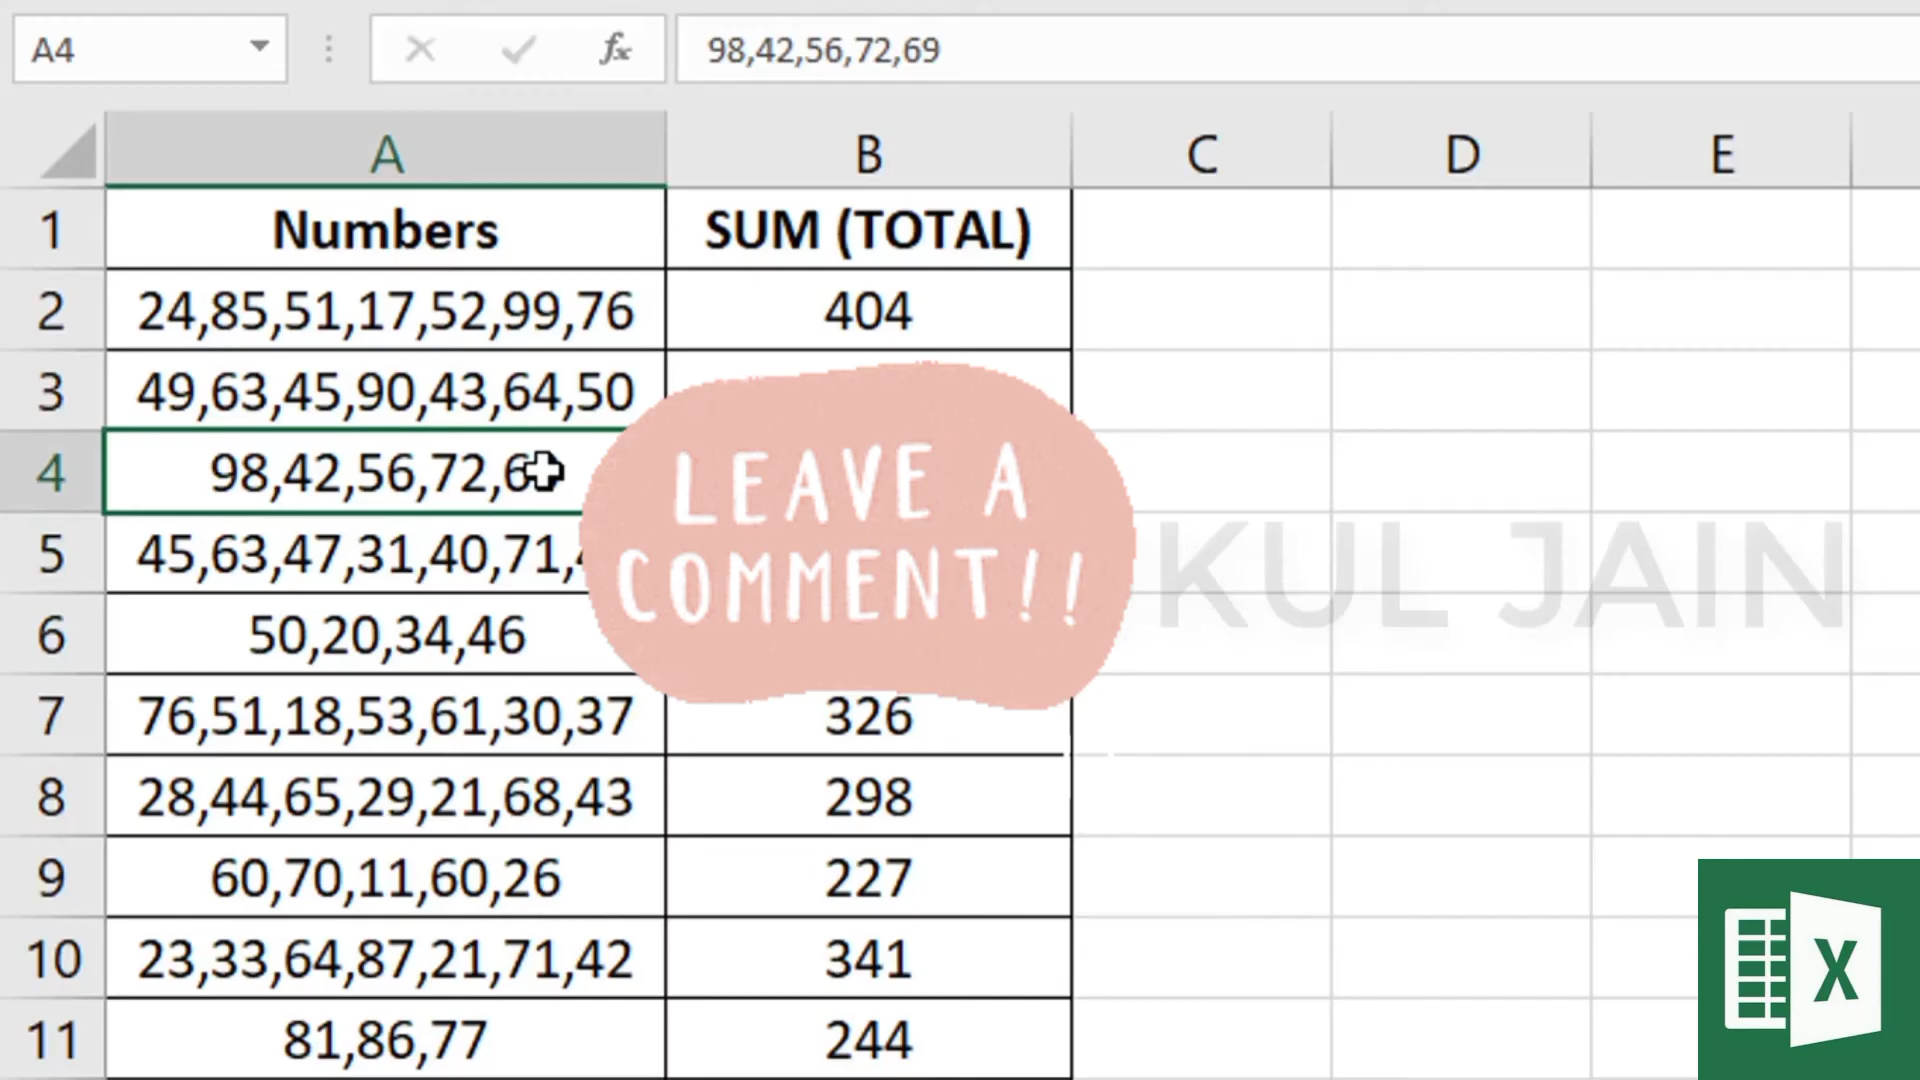 A4 fx 98,42,56,72,69
A B C D E
1 Numbers SUM (TOTAL)
2 24,85,51,17,52,99,76 404
3 49,63,45,90,43,64,50
4 98,42,56,72,6
5 45,63,47,31,40,71,
6 50,20,34,46
7 76,51,18,53,61,30,37 326
8 28,44,65,29,21,68,43 298
9 60,70,11,60,26 227
10 23,33,64,87,21,71,42 341
11 81,86,77 244
LEAVE A
COMMENT!!
KUL JAIN
X